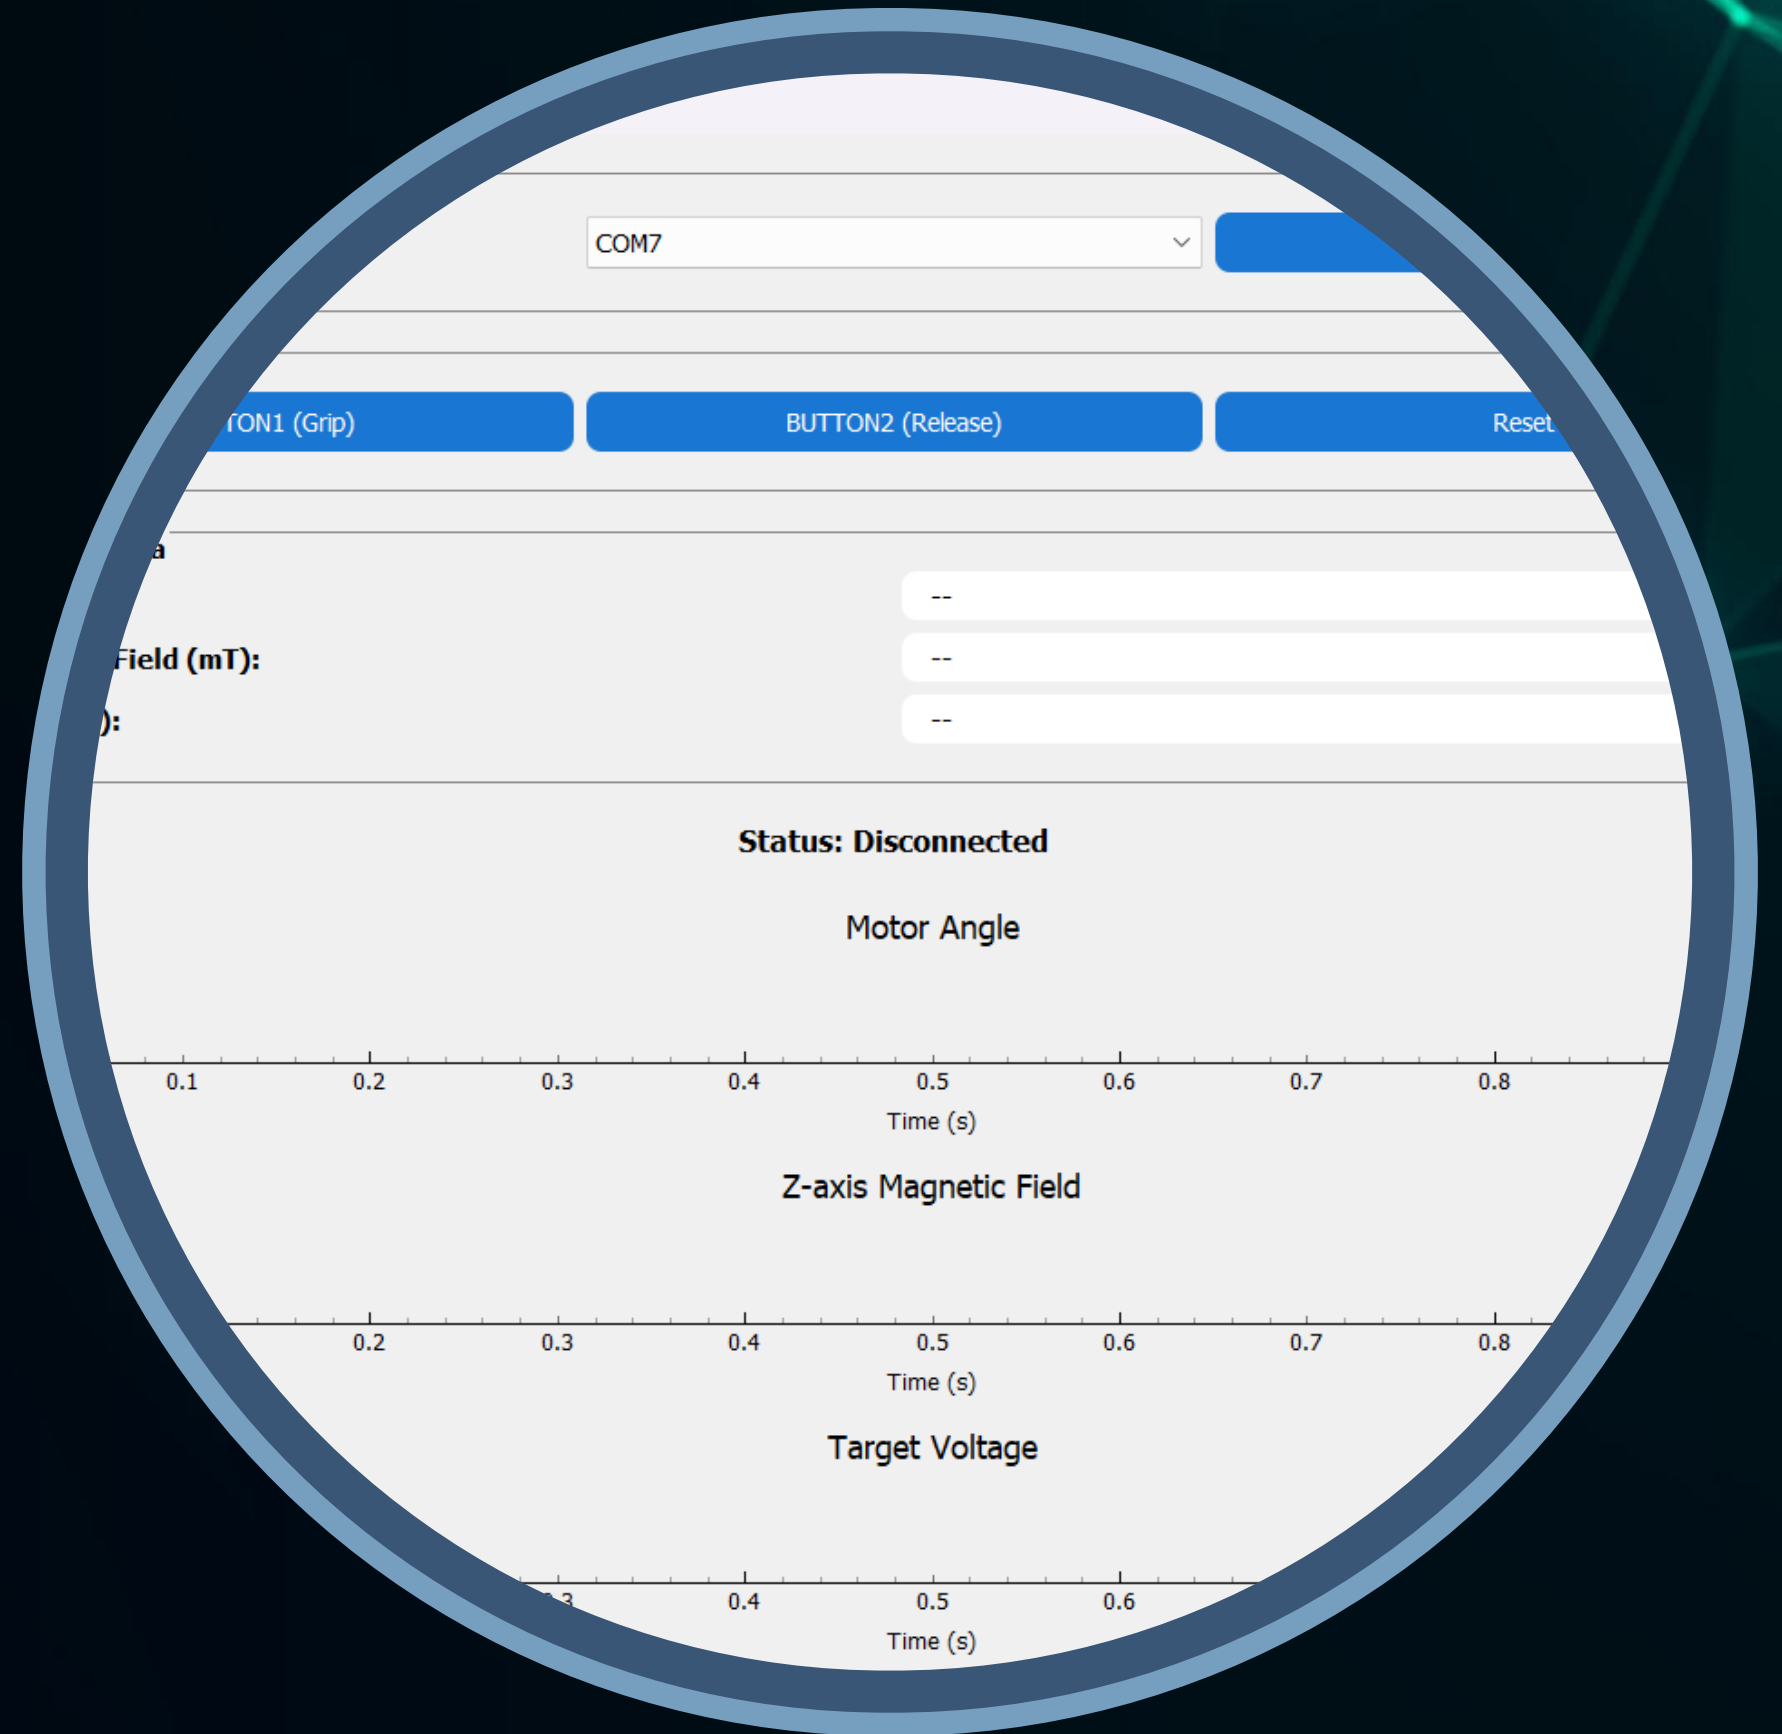 COM7
(Grip)
BUTTON2 (Release)
Reset
--
Field (mT):
--
--
Status: Disconnected
Motor Angle
0.1 0.2 0.3 0.4 0.5 0.6 0.7 0.8
Time (s)
Z-axis Magnetic Field
0.2 0.3 0.4 0.5 0.6 0.7 0.8
Time (s)
Target Voltage
0.4 0.5 0.6
Time (s)